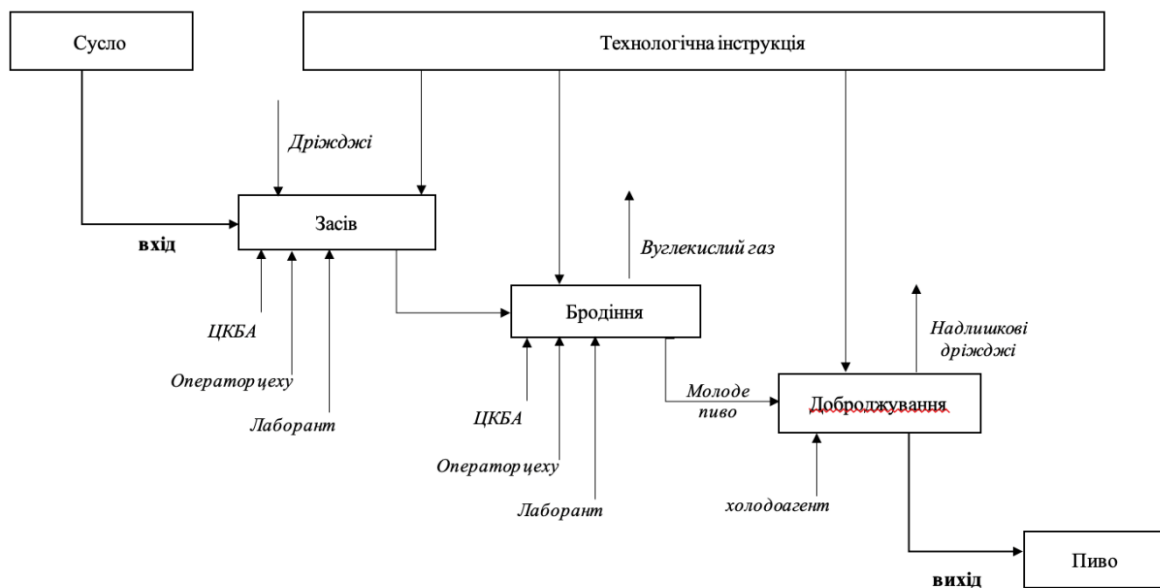 Сусло
Технологічна інструкція
Дріжджі
Засів
вхід
Вуглекислий газ
ЦКБА
Бродіння
Оператор цеху
Надлишкові
дріжджі
Лаборант
Молоде
пиво
Доброджування
ЦКБА
Оператор цеху
Лаборант
холодоагент
Пиво
вихід